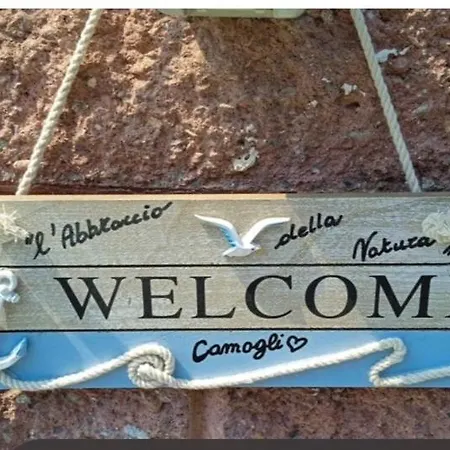 "l'Abbraccio della Natura"
WELCOM
Camogli♡